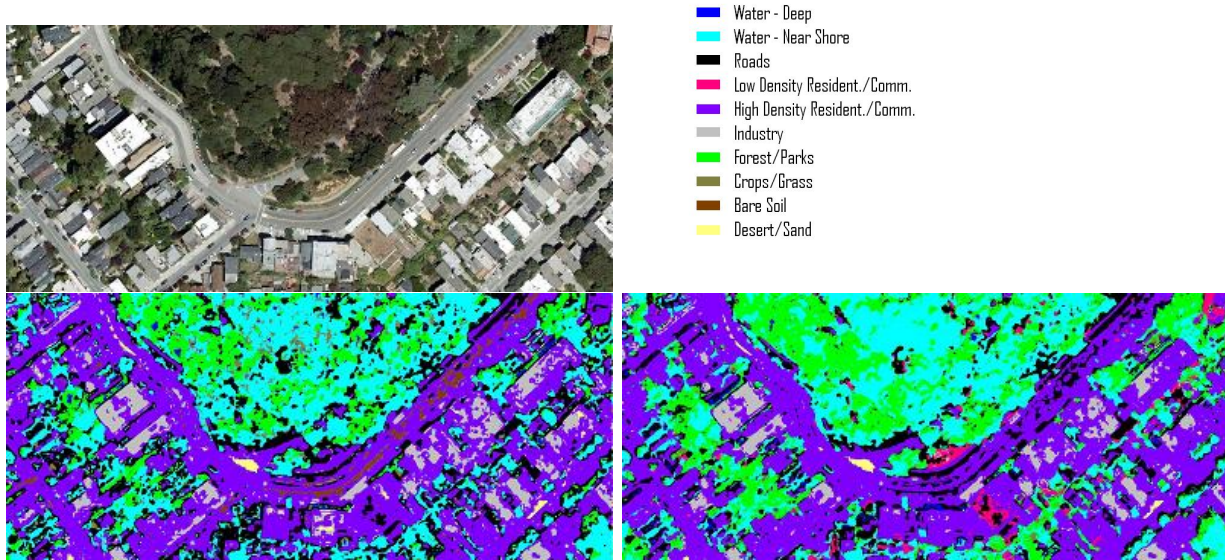 Water - Deep
Water - Near Shore
Roads
Low Density Resident./Comm.
High Density Resident./Comm.
Industry
Forest/Parks
Crops/Grass
Bare Soil
Desert/Sand